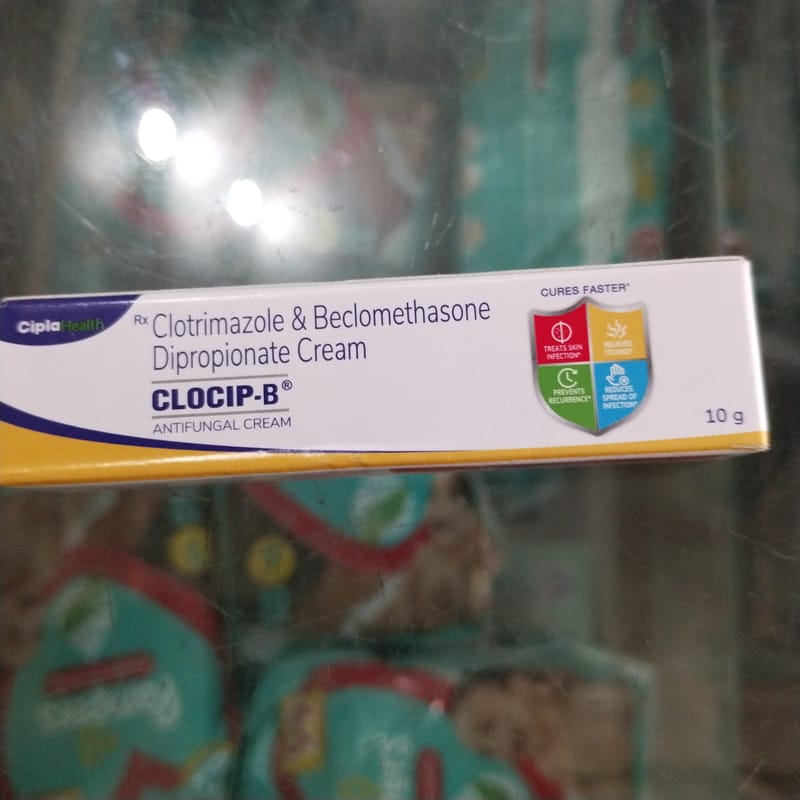 CiplaHealth
Rx Clotrimazole & Beclomethasone
Dipropionate Cream
CLOCIP-B®
ANTIFUNGAL CREAM
CURES FASTER^
TREATS SKIN
INFECTION*
RELIEVES
ITCHING*
PREVENTS
RECURRENCE*
REDUCES
SPREAD OF
INFECTION*
10 g
Pampers